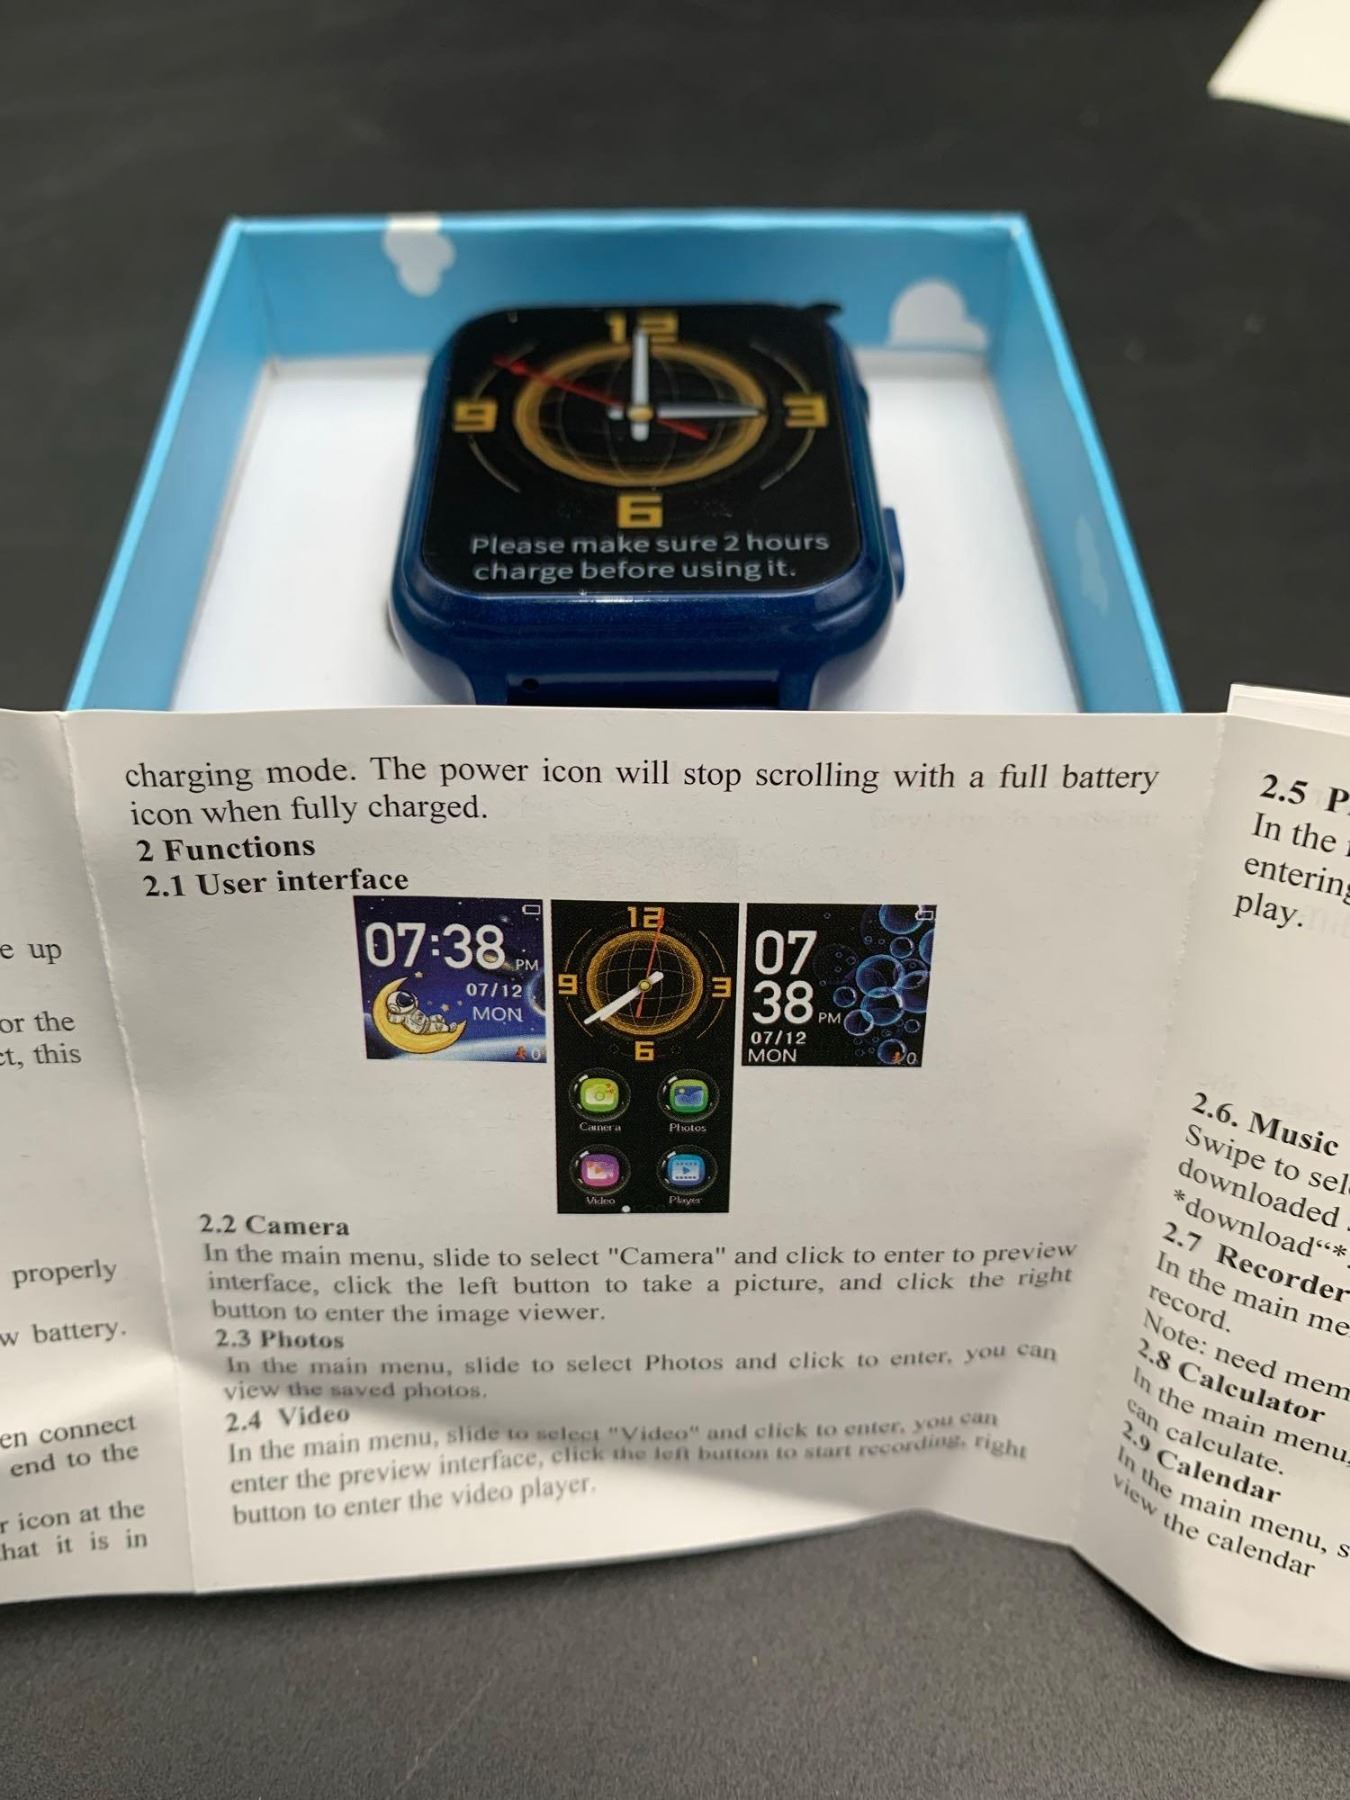 12
9
3
6
Please make sure 2 hours
charge before using it.
e up
or the
ct, this
properly
w battery.
en connect
end to the
r icon at the
hat it is in
charging mode. The power icon will stop scrolling with a full battery
icon when fully charged.
2 Functions
2.1 User interface
07:38 PM
07/12
MON
0
12
9
3
6
Camera
Photos
Video
Player
07
38 PM
07/12
MON
0
2.2 Camera
In the main menu, slide to select "Camera" and click to enter to preview
interface, click the left button to take a picture, and click the right
button to enter the image viewer.
2.3 Photos
In the main menu, slide to select Photos and click to enter, you can
view the saved photos.
2.4 Video
In the main menu, slide to select "Video" and click to enter, you can
enter the preview interface, click the left button to start recording, right
button to enter the video player.
2.5 P
In the
entering
play.
2.6. Music
Swipe to sel
downloaded
*download"*
2.7 Recorder
In the main me
record.
Note: need mem
2.8 Calculator
In the main menu,
can calculate.
2.9 Calendar
In the main menu, s
view the calendar